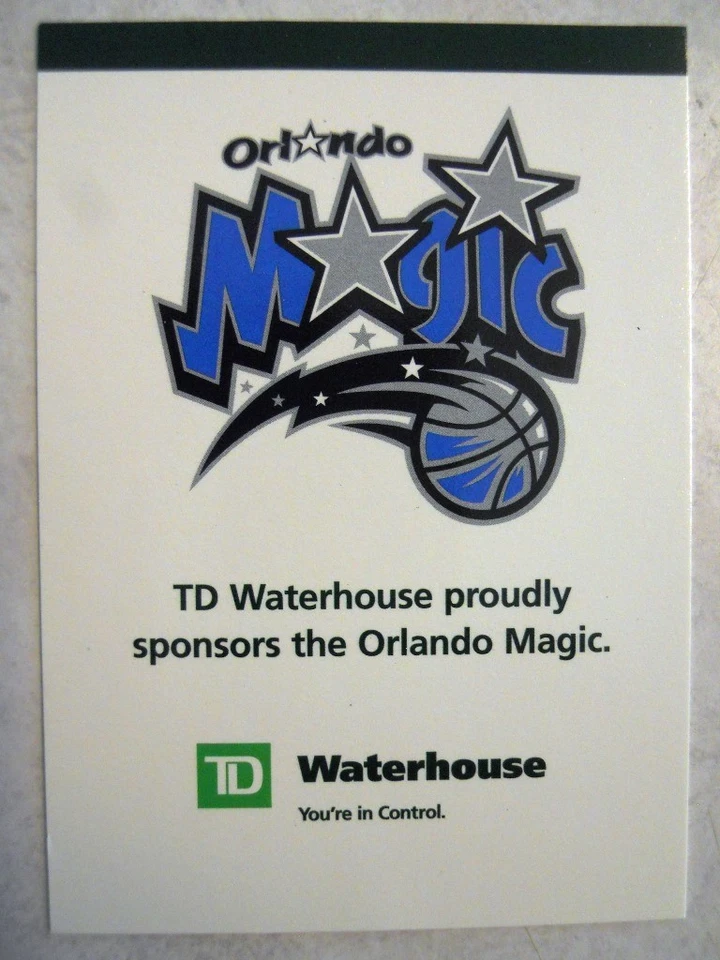 Orlando
Magic
TD Waterhouse proudly
sponsors the Orlando Magic.
TD Waterhouse
You're in Control.